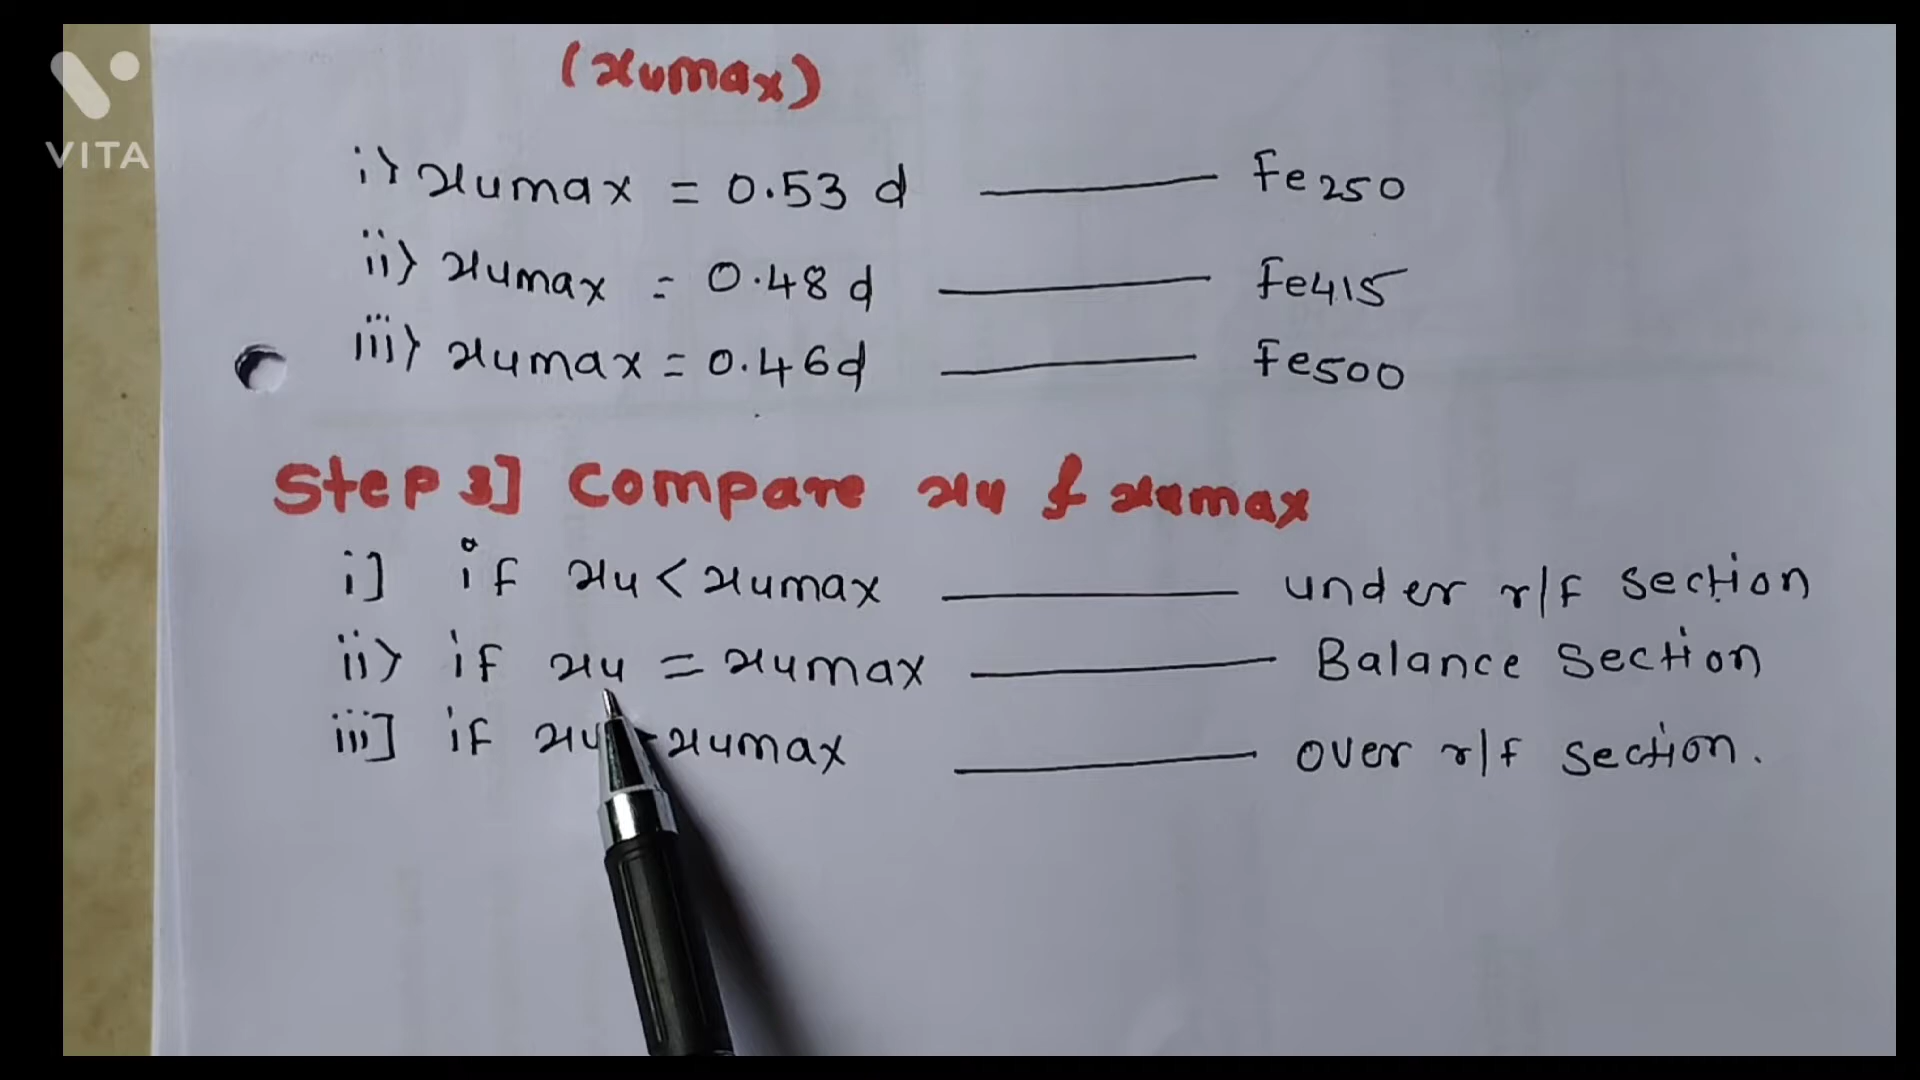 VITA
(xumax)
i) xumax = 0.53 d —— Fe250
ii) xumax = 0.48 d —— Fe415
iii) xumax = 0.46d —— Fe500
Step 3] Compare xu & xumax
i] if xu < xumax —— under r/f section
ii) if xu = xumax —— Balance section
iii] if xu xumax —— over r/f section.